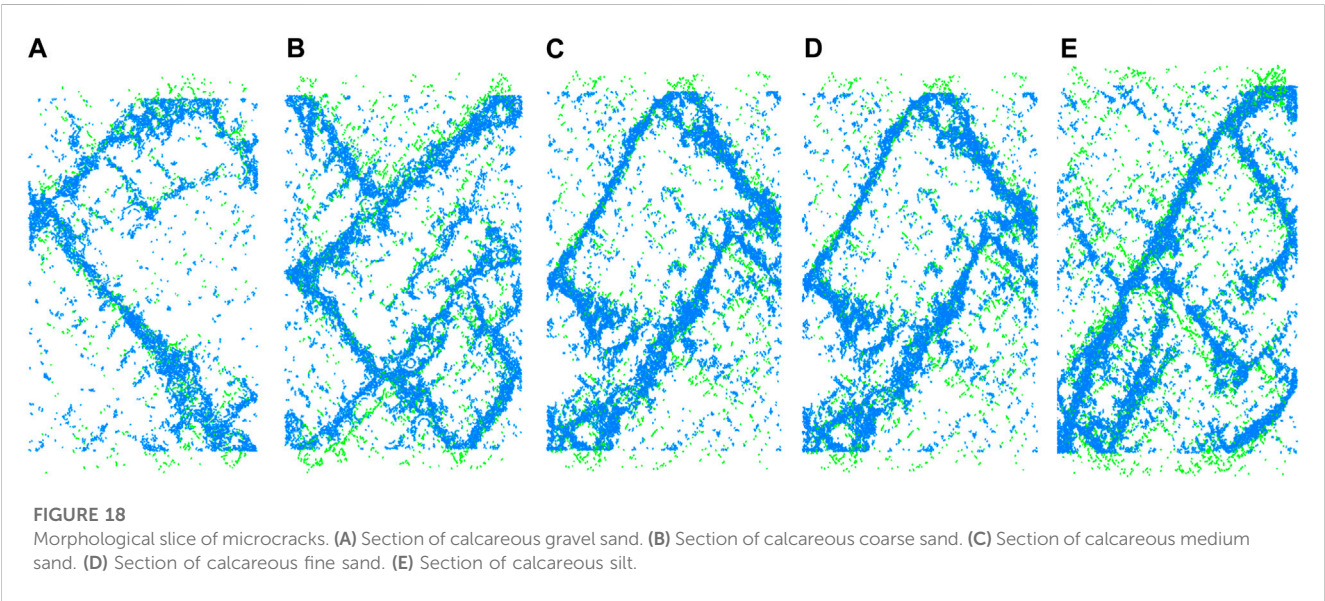 A B C D E
FIGURE 18
Morphological slice of microcracks. (A) Section of calcareous gravel sand. (B) Section of calcareous coarse sand. (C) Section of calcareous medium
sand. (D) Section of calcareous fine sand. (E) Section of calcareous silt.